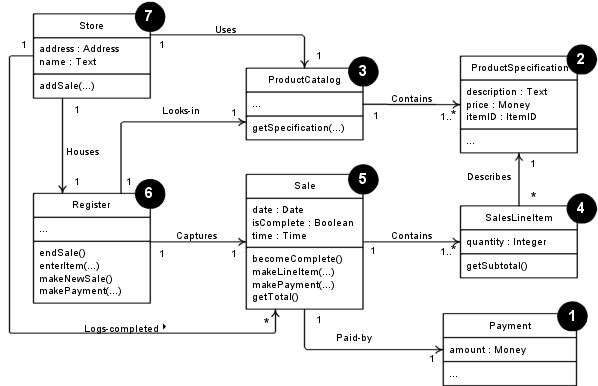 Store
7
address : Address
name : Text
addSale(...)
1
1
Uses
1
1
ProductCatalog
3
...
getSpecification(...)
1
Contains
1..*
ProductSpecification
2
description : Text
price : Money
itemID : ItemID
...
Looks-in
1
1
Houses
1
Register
6
...
endSale()
enterItem(...)
makeNewSale()
makePayment(...)
1
Captures
1
Sale
5
date : Date
isComplete : Boolean
time : Time
becomeComplete()
makeLineItem(...)
makePayment(...)
getTotal()
1
Contains
1..*
Describes
1
*
SalesLineItem
4
quantity : Integer
getSubtotal()
Logs-completed
*
1
Paid-by
1
Payment
1
amount : Money
...